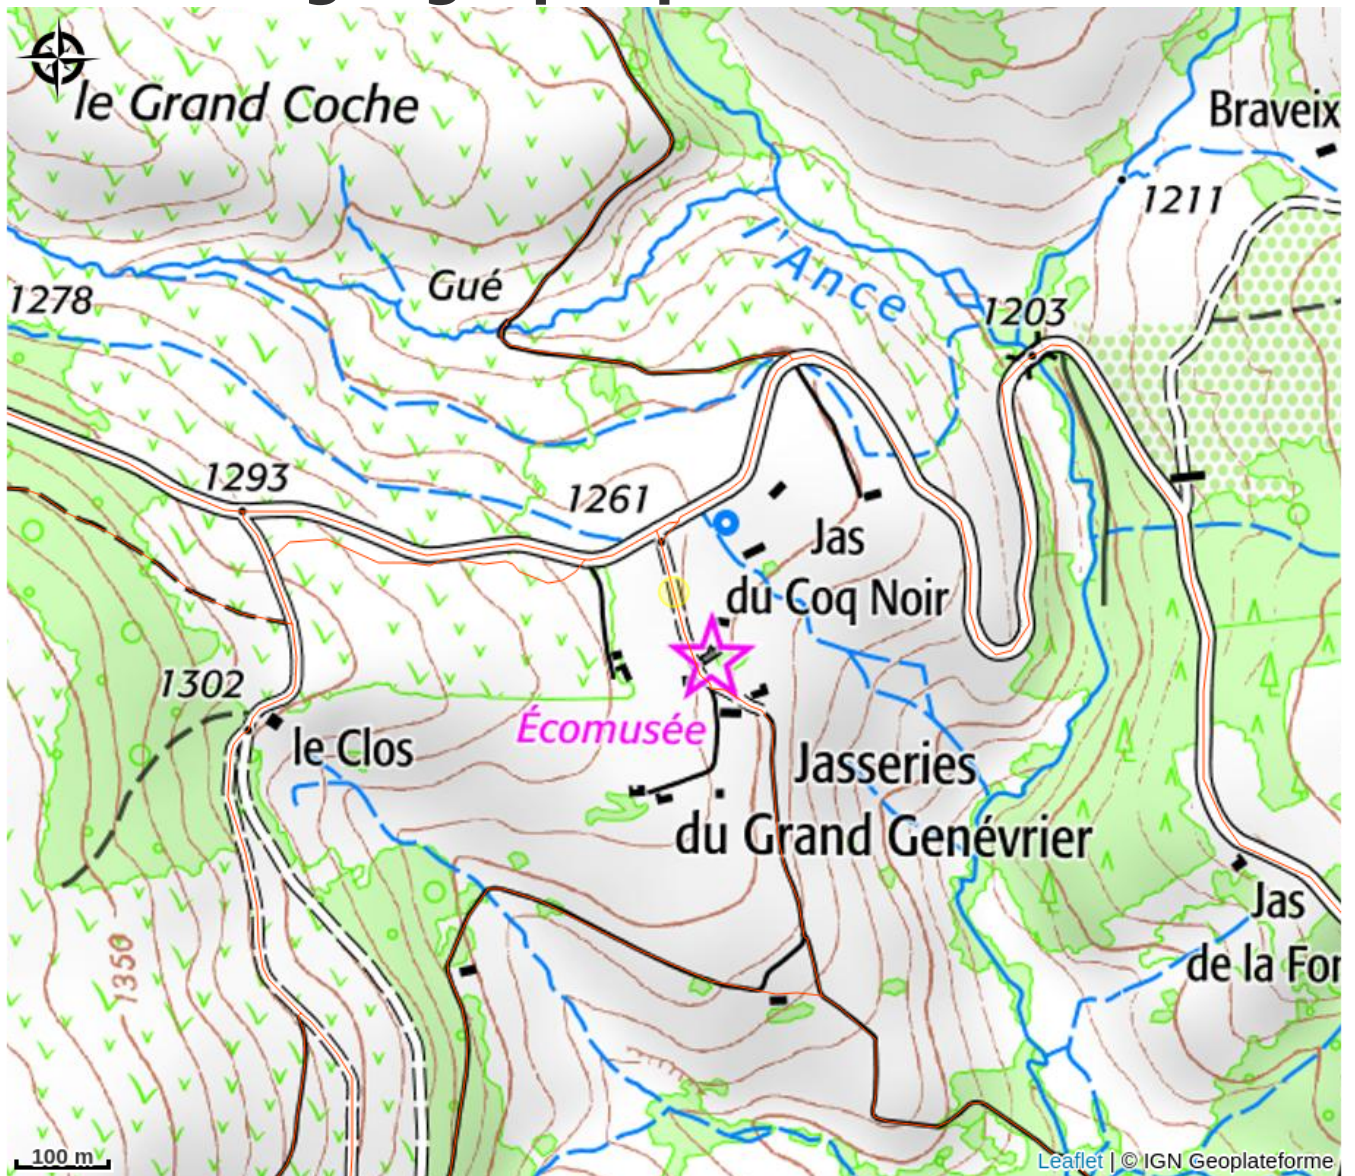 le Grand Coche
Braveix
1211
l'Ance
Gué
1278
1203
1293
1261
Jas
du Coq Noir
1302
Écomusée
le Clos
Jasseries
du Grand Genévrier
Jas
de la For
1350
100 m
Leaflet | © IGN Geoplateforme